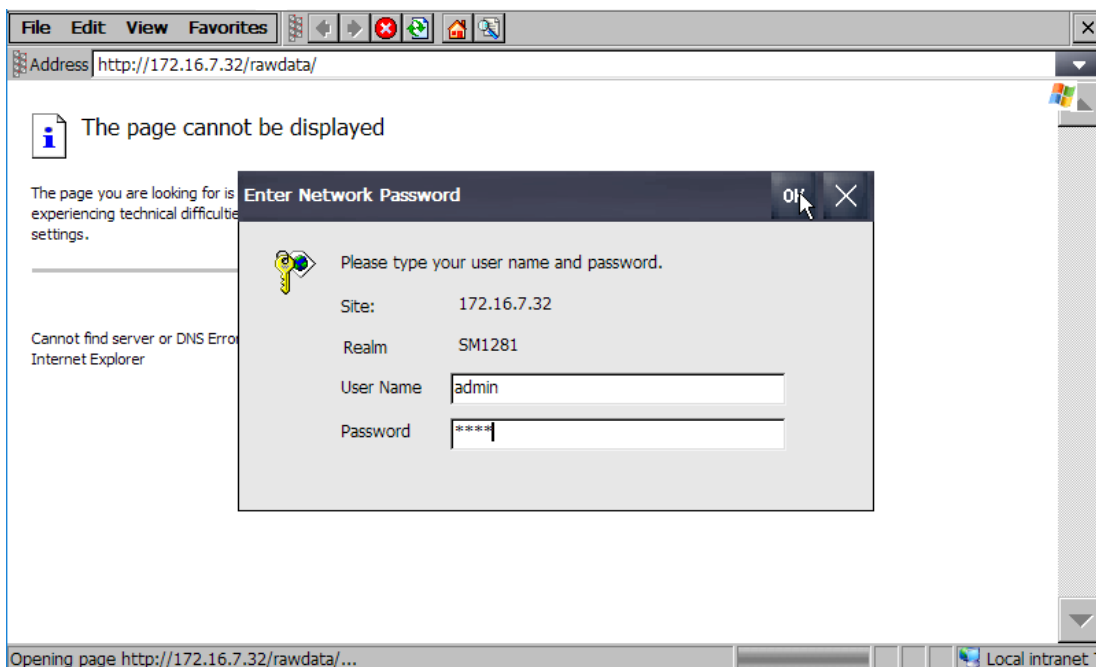 File Edit View Favorites
Address http://172.16.7.32/rawdata/
The page cannot be displayed
The page you are looking for is
experiencing technical difficultie
settings.
Cannot find server or DNS Error
Internet Explorer
Enter Network Password
OK
Please type your user name and password.
Site: 172.16.7.32
Realm SM1281
User Name admin
Password ****
Opening page http://172.16.7.32/rawdata/...
Local intranet